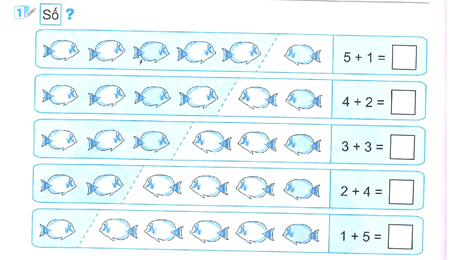 1 Số ?
5 + 1 =
4 + 2 =
3 + 3 =
2 + 4 =
1 + 5 =